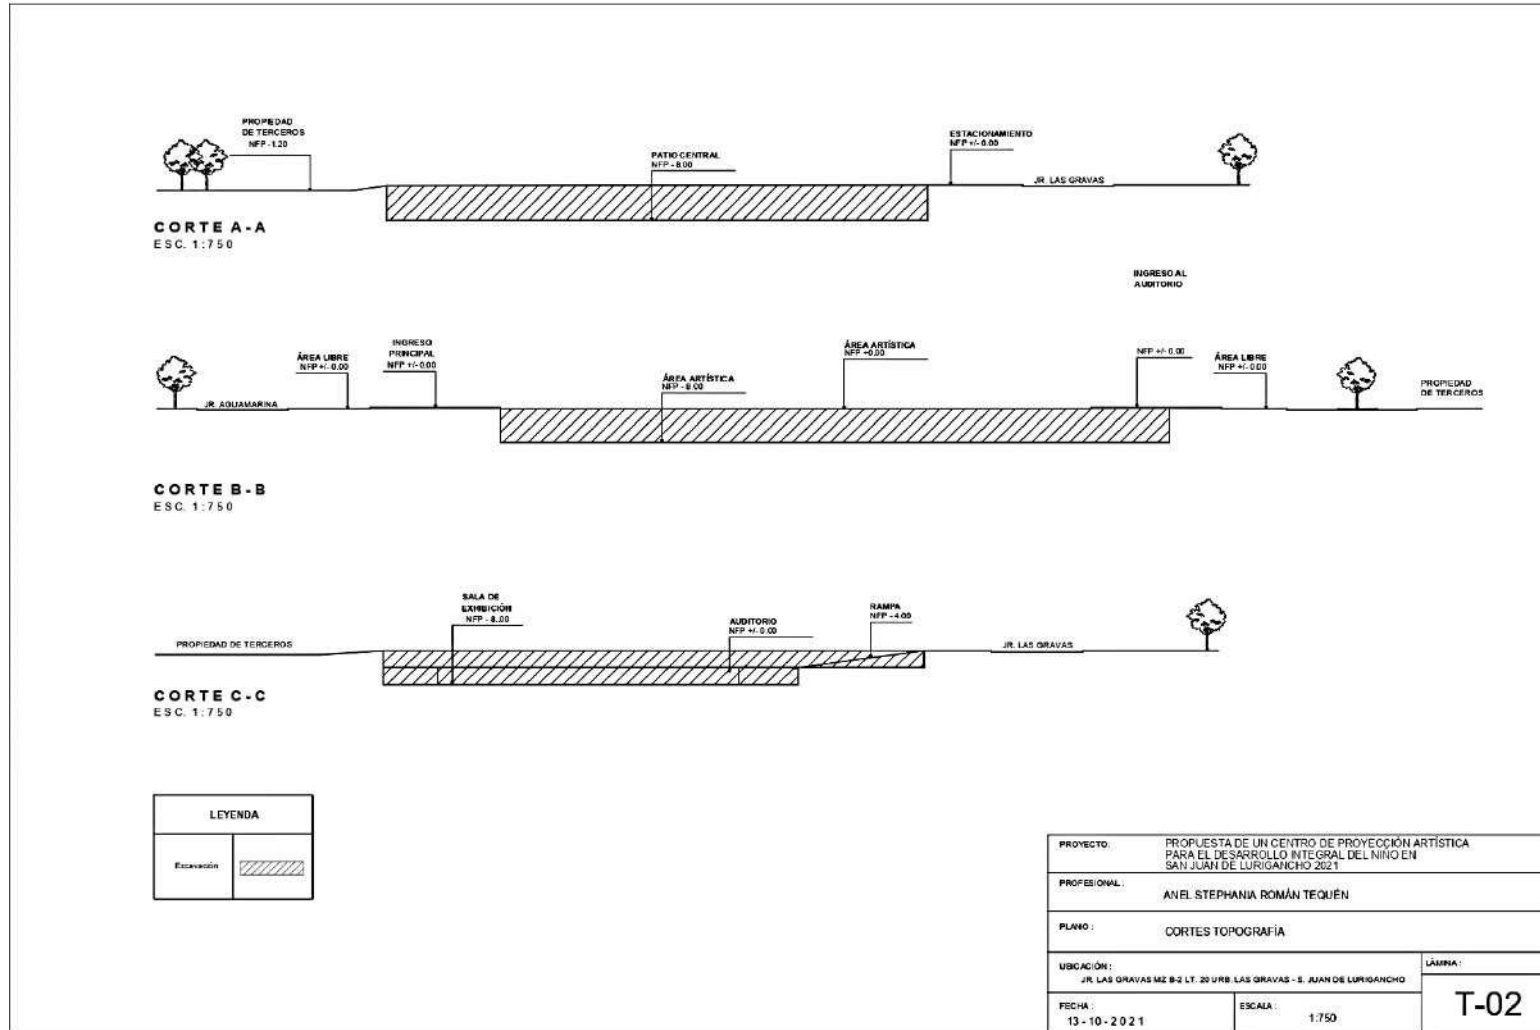 PROPIEDAD
DE TERCEROS
NFP -1.20
PATIO CENTRAL
NFP - 8.00
ESTACIONAMIENTO
NFP +/- 0.00
JR. LAS GRAVAS
CORTE A-A
ESC. 1:750
INGRESO AL
AUDITORIO
ÁREA LIBRE
NFP +/- 0.00
INGRESO
PRINCIPAL
NFP +/- 0.00
ÁREA ARTÍSTICA
NFP - 8.00
ÁREA ARTÍSTICA
NFP +0.00
NFP +/- 0.00
ÁREA LIBRE
NFP +/- 0.00
PROPIEDAD
DE TERCEROS
JR. AGUAMARINA
CORTE B-B
ESC. 1:750
SALA DE
EXHIBICIÓN
NFP - 8..00
AUDITORIO
NFP +/- 0.00
RAMPA
NFP -4.00
PROPIEDAD DE TERCEROS
JR. LAS GRAVAS
CORTE C-C
ESC. 1:750
LEYENDA
Excavación
PROYECTO: PROPUESTA DE UN CENTRO DE PROYECCIÓN ARTÍSTICA
PARA EL DESARROLLO INTEGRAL DEL NINO EN
SAN JUAN DE LURIGANCHO 2021
PROFESIONAL: ANEL STEPHANIA ROMÁN TEQUÉN
PLANO : CORTES TOPOGRAFÍA
UBICACIÓN :
JR. LAS GRAVAS MZ B-2 LT. 20 URB. LAS GRAVAS - S. JUAN DE LURIGANCHO
LÁMINA :
T-02
FECHA :
13 - 10 - 2021
ESCALA :
1:750